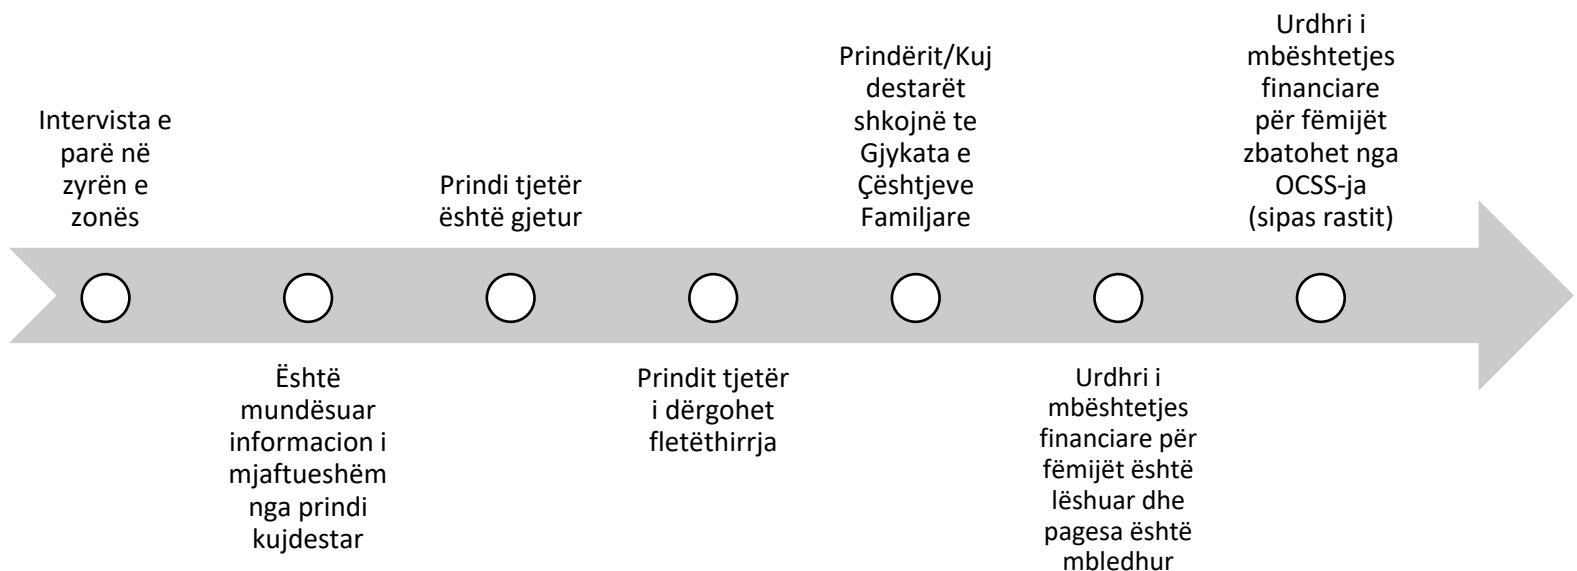 Intervista e
parë në
zyrën e
zonës
Është
mundësuar
informacion i
mjaftueshëm
nga prindi
kujdestar
Prindi tjetër
është gjetur
Prindit tjetër
i dërgohet
fletëthirrja
Prindërit/Kuj
destarët
shkojnë te
Gjykata e
Çështjeve
Familjare
Urdhri i
mbështetjes
financiare për
fëmijët është
lëshuar dhe
pagesa është
mbledhur
Urdhri i
mbështetjes
financiare
për fëmijët
zbatohet nga
OCSS-ja
(sipas rastit)